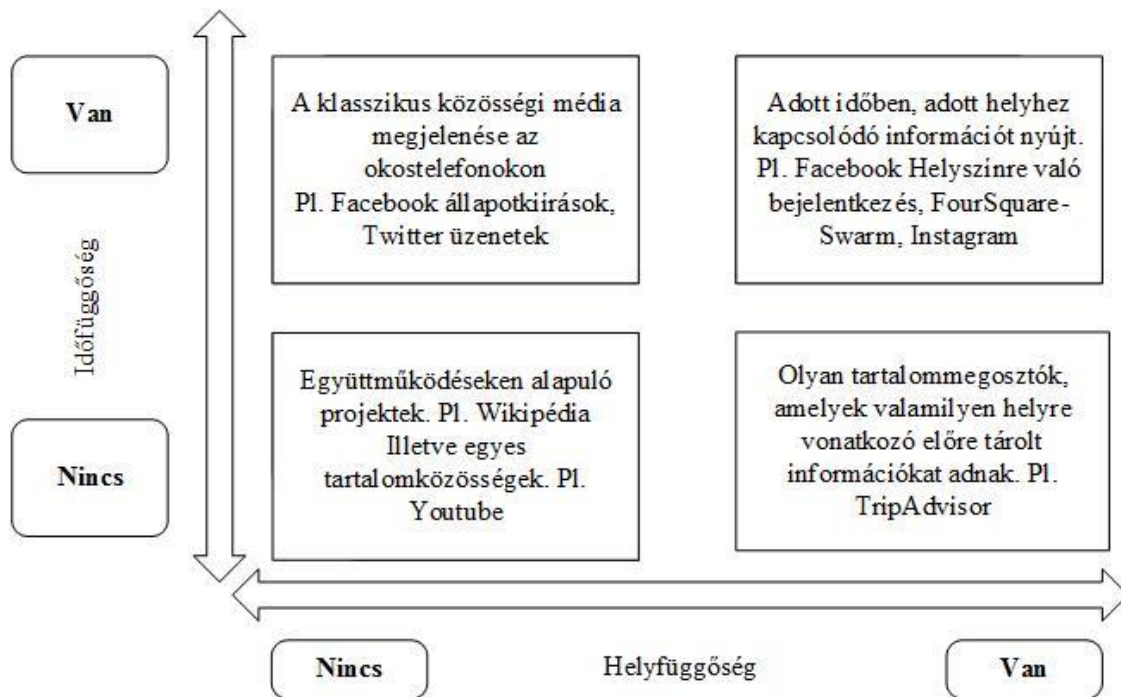 Van
Időfüggőség
Nincs
A klasszikus közösségi média
megjelenése az
okostelefonokon
Pl. Facebook állapotkiírások,
Twitter üzenetek
Adott időben, adott helyhez
kapcsolódó információt nyújt.
Pl. Facebook Helyszínre való
bejelentkezés, FourSquare-
Swarm, Instagram
Együttműködéseken alapuló
projektek. Pl. Wikipédia
Illetve egyes
tartalomközösségek. Pl.
Youtube
Olyan tartalommegosztók,
amelyek valamilyen helyre
vonatkozó előre tárolt
információkat adnak. Pl.
TripAdvisor
Nincs
Helyfüggőség
Van